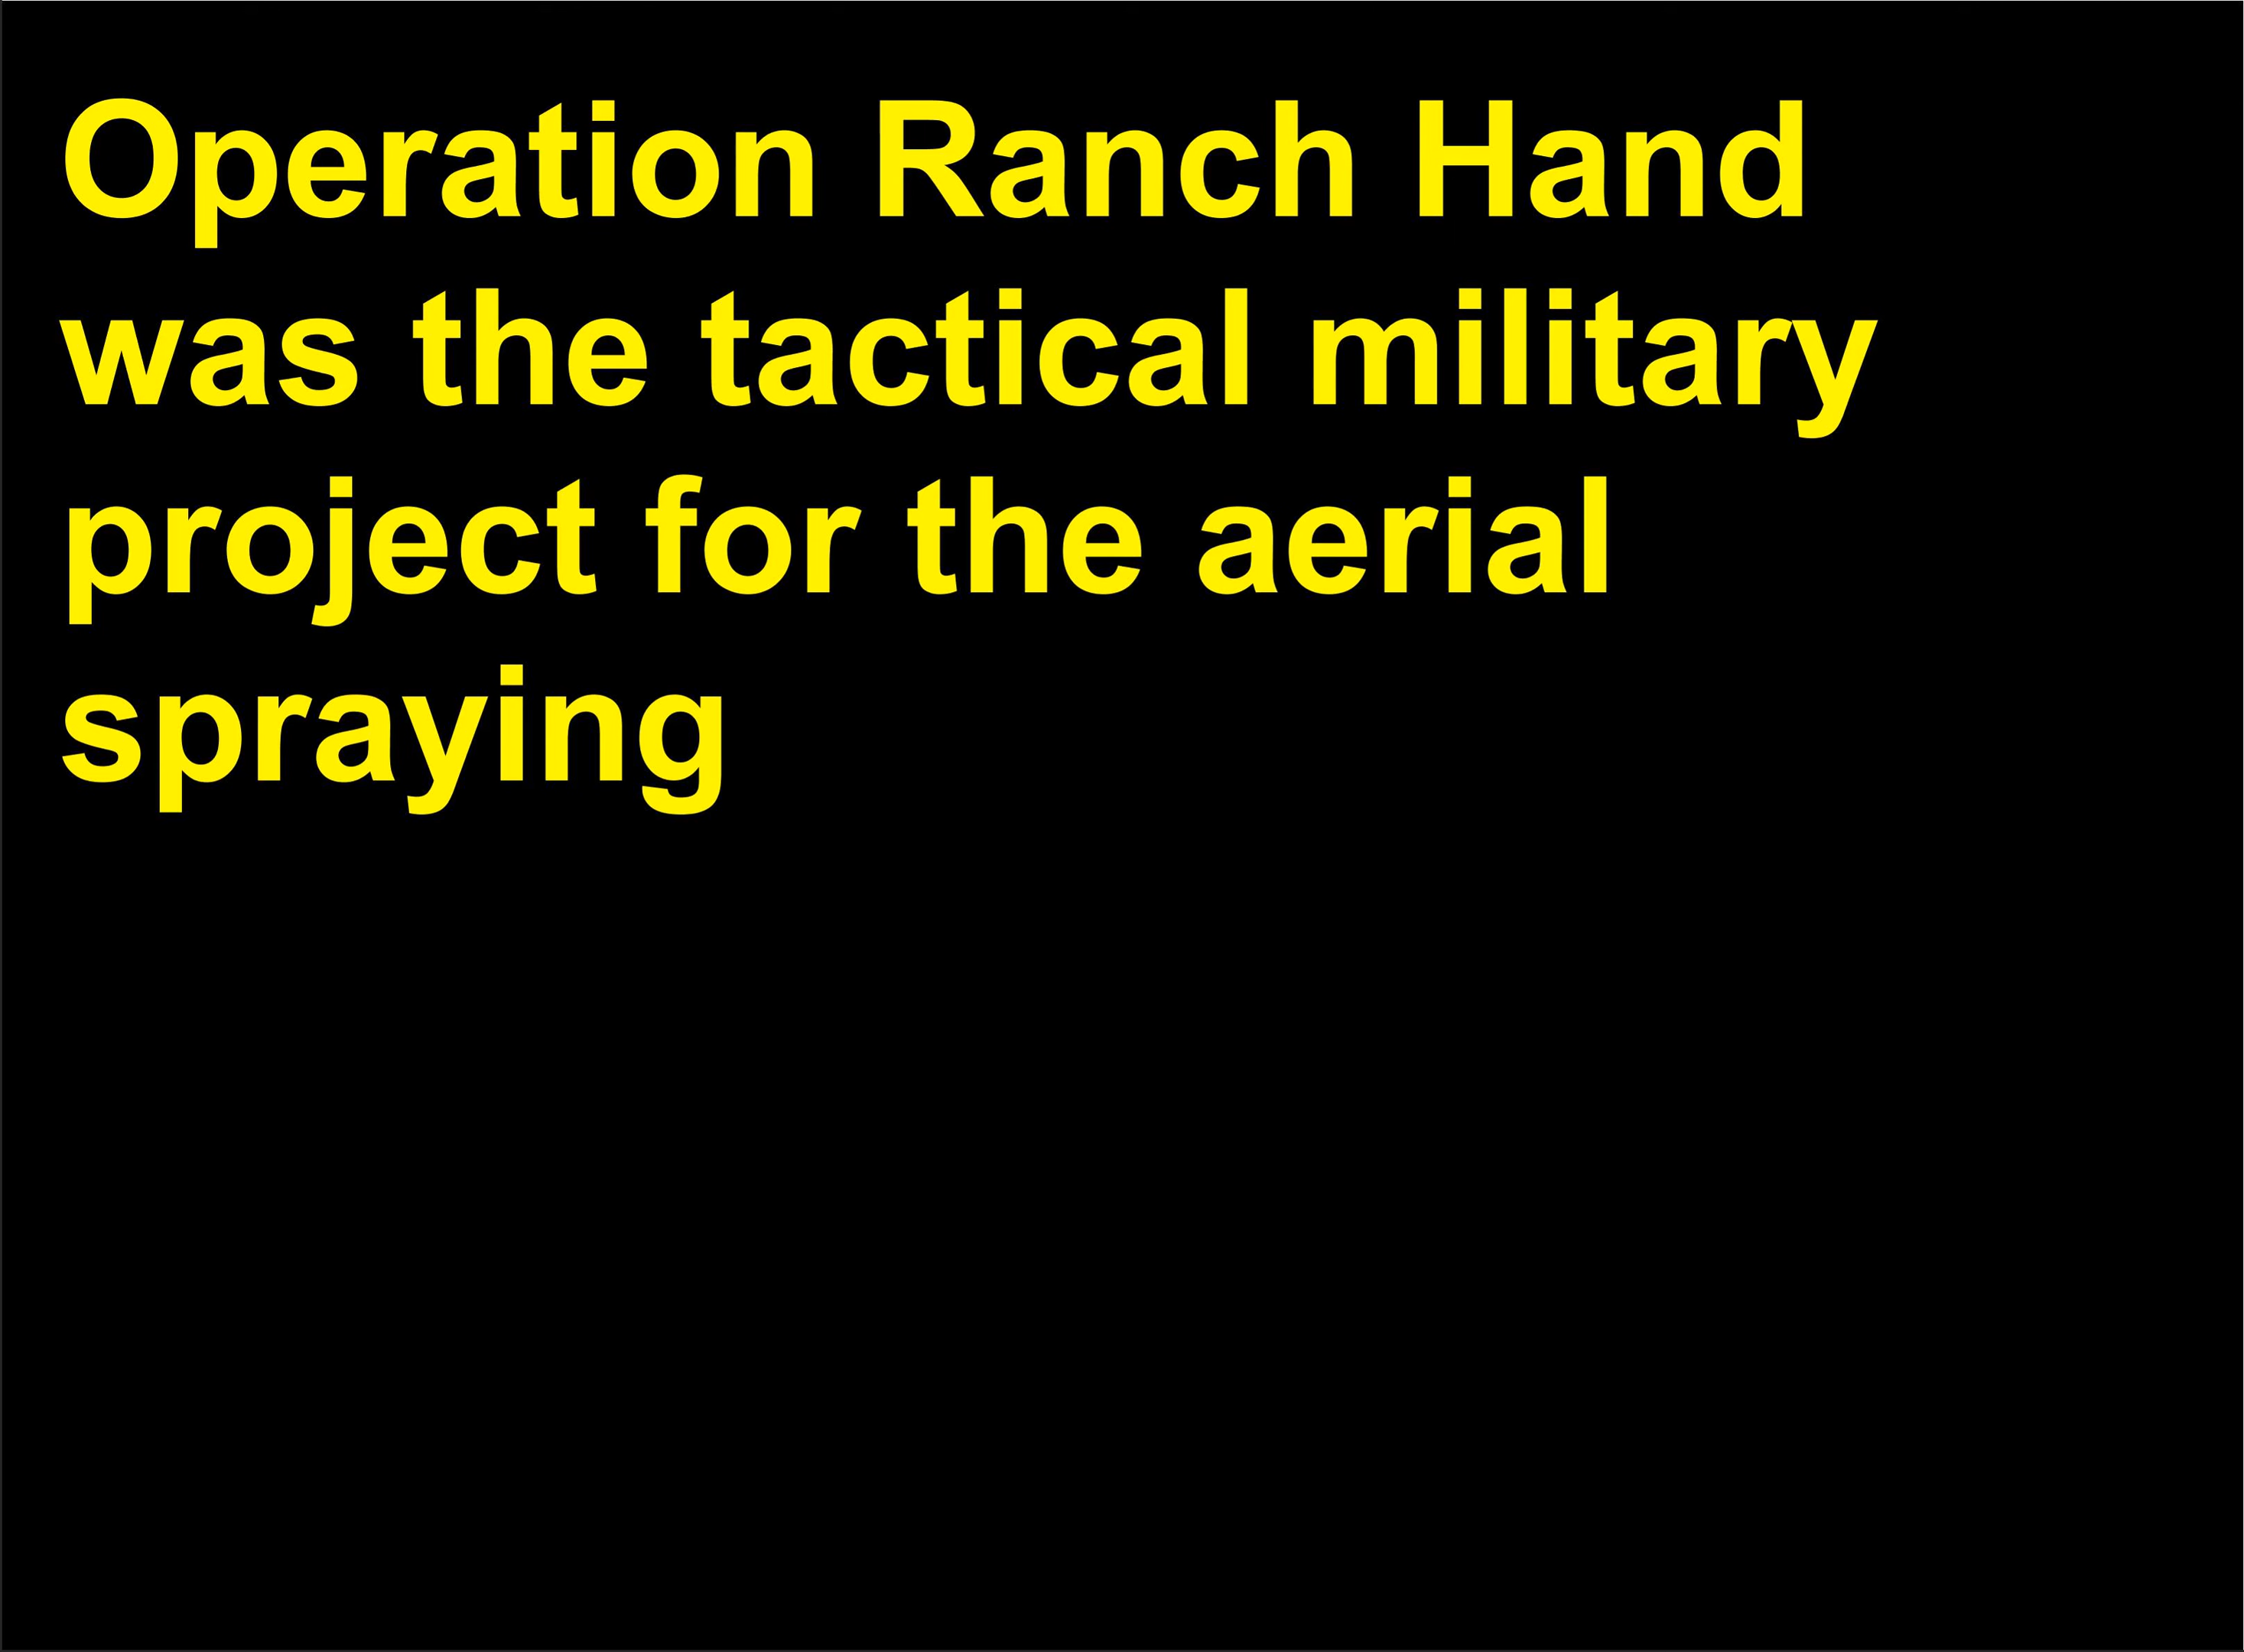 Operation Ranch Hand
was the tactical military
project for the aerial
spraying